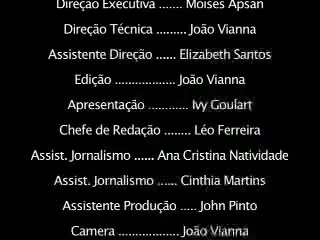 Direção Executiva ....... Moisés Apsan
Direção Técnica ......... João Vianna
Assistente Direção ...... Elizabeth Santos
Edição .................. João Vianna
Apresentação ............ Ivy Goulart
Chefe de Redação ........ Léo Ferreira
Assist. Jornalismo ...... Ana Cristina Natividade
Assist. Jornalismo ...... Cinthia Martins
Assistente Produção ..... John Pinto
Camera .................. João Vianna